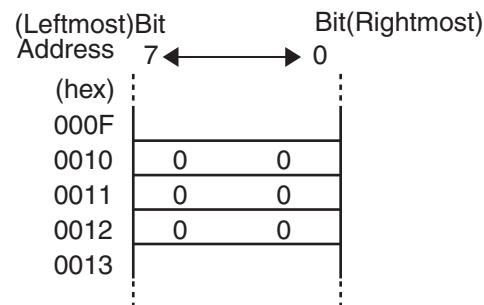 (Leftmost)Bit Bit(Rightmost)
Address 7 0
(hex)
000F
0010 0 0
0011 0 0
0012 0 0
0013